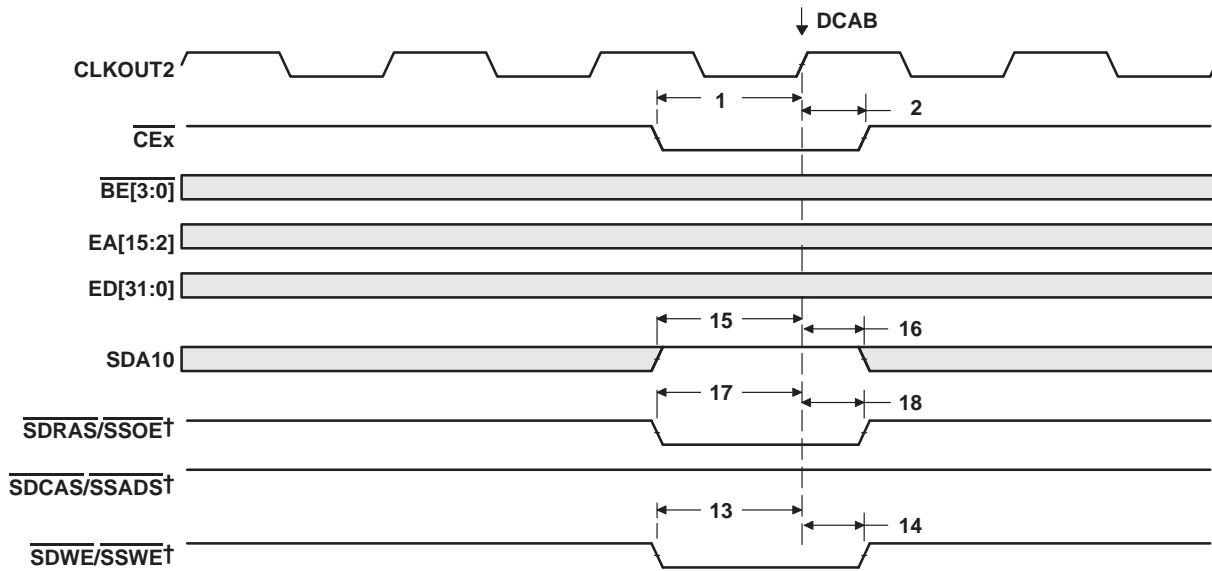 DCAB
CLKOUT2
1 2
CEx
BE[3:0]
EA[15:2]
ED[31:0]
15 16
SDA10
17 18
SDRAS/SSOE†
SDCAS/SSADS†
13 14
SDWE/SSWE†